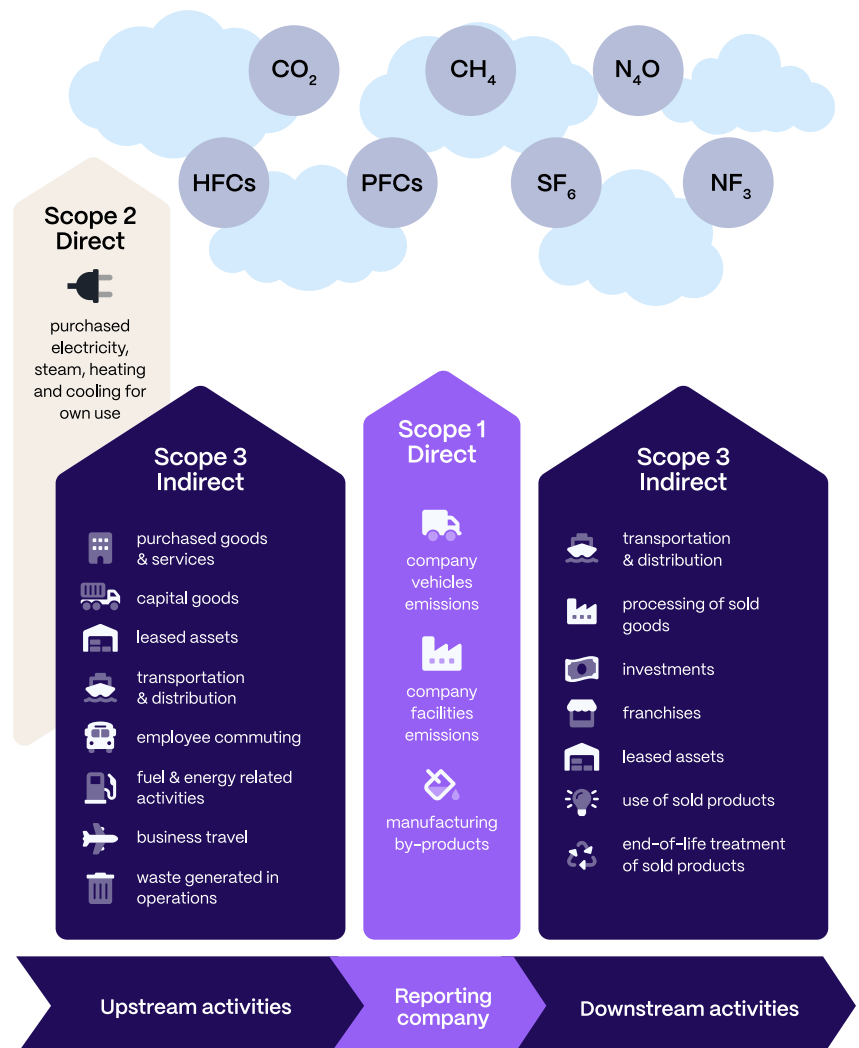 CO₂
CH₄
N₄O
HFCs
PFCs
SF₆
NF₃
Scope 2
Direct
purchased
electricity,
steam, heating
and cooling for
own use
Scope 3
Indirect
purchased goods
& services
capital goods
leased assets
transportation
& distribution
employee commuting
fuel & energy related
activities
business travel
waste generated in
operations
Scope 1
Direct
company
vehicles
emissions
company
facilities
emissions
manufacturing
by-products
Scope 3
Indirect
transportation
& distribution
processing of sold
goods
investments
franchises
leased assets
use of sold products
end-of-life treatment
of sold products
Upstream activities
Reporting
company
Downstream activities